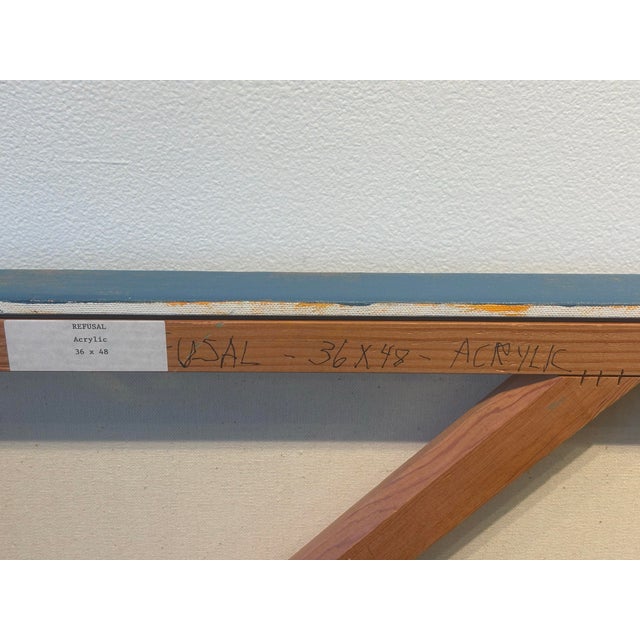 REFUSAL
Acrylic
36 x 48
USAL - 36 X 48 - ACRYLIC